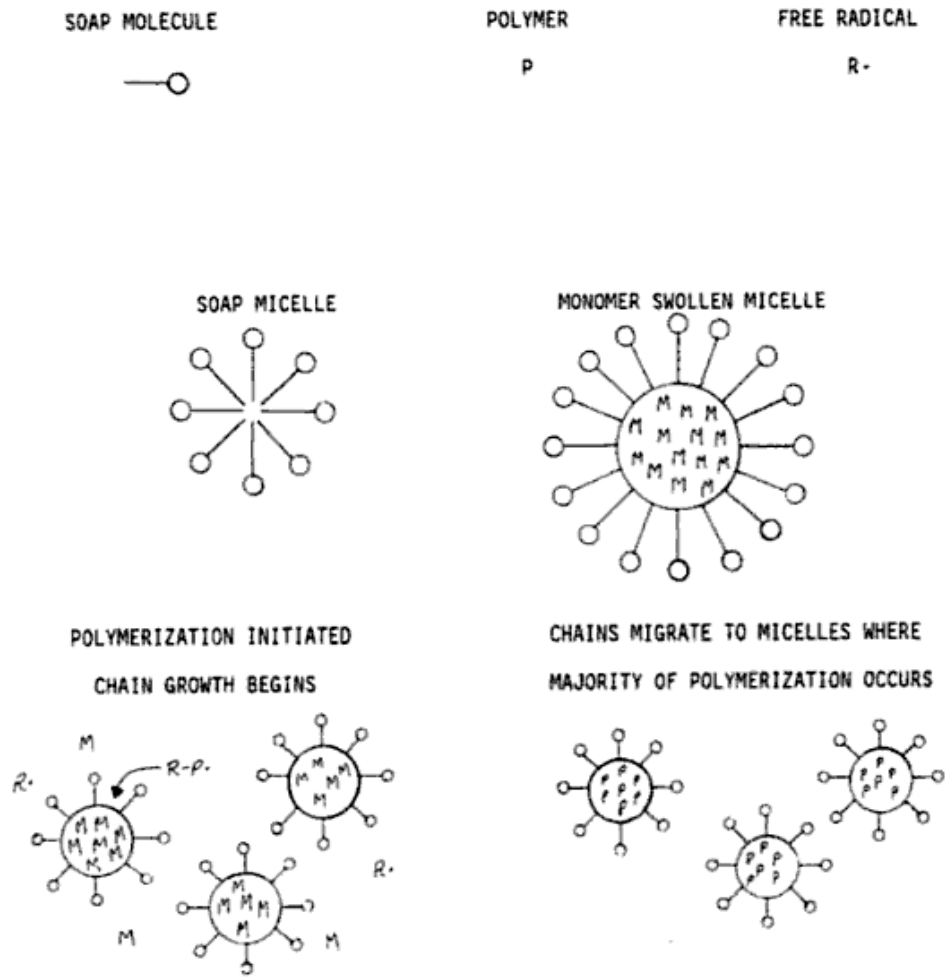 SOAP MOLECULE
POLYMER
FREE RADICAL
P
R·
SOAP MICELLE
MONOMER SWOLLEN MICELLE
M M M
M M M M
M M M M
M M M
POLYMERIZATION INITIATED
CHAIN GROWTH BEGINS
M
R·
R-P·
M M M
M M M
M
M
M M M
M
M
M M M
M
R·
M
M
CHAINS MIGRATE TO MICELLES WHERE
MAJORITY OF POLYMERIZATION OCCURS
P P P
P P P
P
P P
P P P
P
P P
P P
P P